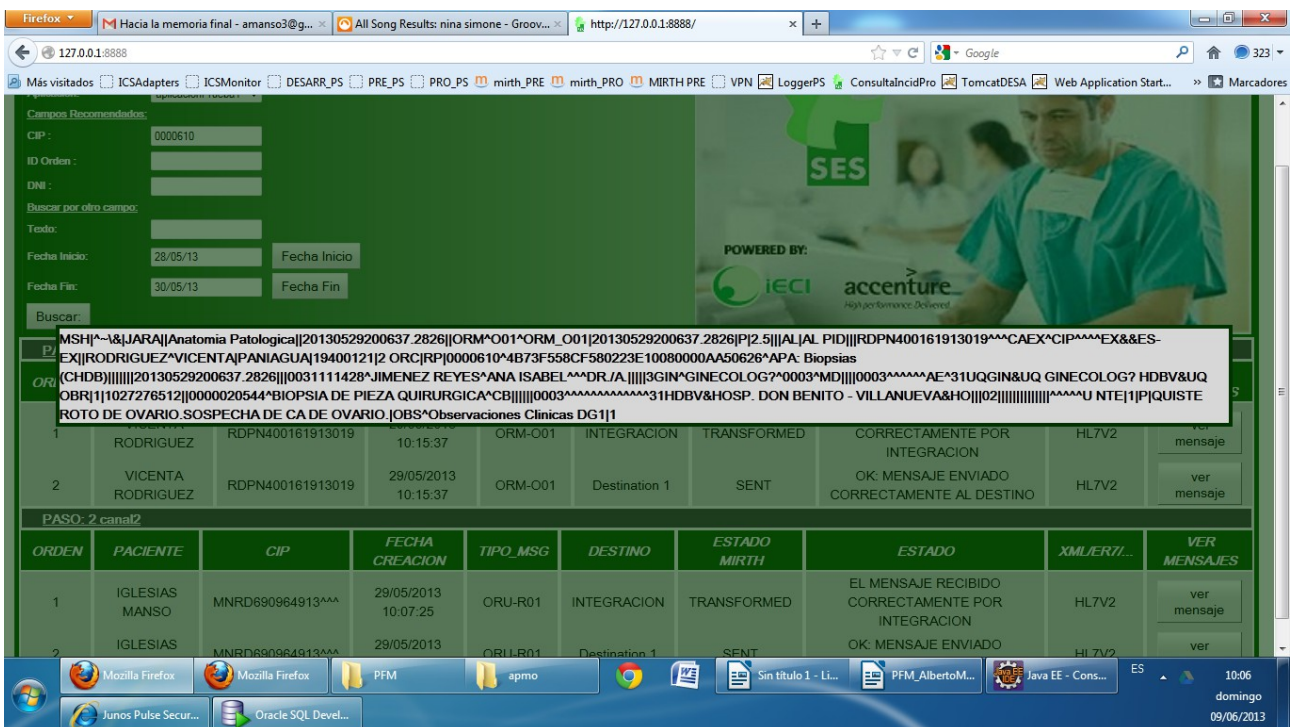 Firefox
Hacia la memoria final - amanso3@g...
All Song Results: nina simone - Groov...
http://127.0.0.1:8888/
127.0.0.1:8888
Google
323
Más visitados ICSAdapters ICSMonitor DESARR_PS PRE_PS PRO_PS mirth_PRE mirth_PRO MIRTH PRE VPN LoggerPS ConsultaIncidPro TomcatDESA Web Application Start... » Marcadores
Campos Recomendados:
CIP : 0000610
ID Orden :
DNI :
Buscar por otro campo:
Texto:
Fecha Inicio: 28/05/13 Fecha Inicio
Fecha Fin: 30/05/13 Fecha Fin
Buscar:
SES
POWERED BY:
iECI accenture
High performance. Delivered.
MSH|^~\&|JARA||Anatomia Patologica||20130529200637.2826||ORM^O01^ORM_O01|20130529200637.2826|P|2.5|||AL|AL PID|||RDPN400161913019^^^CAEX^CIP^^^^EX&&ES-
EX||RODRIGUEZ^VICENTA|PANIAGUA|19400121|2 ORC|RP|0000610^4B73F558CF580223E10080000AA50626^APA: Biopsias
(CHDB)|||||||20130529200637.2826|||0031111428^JIMENEZ REYES^ANA ISABEL^^^DR./A.|||||3GIN^GINECOLOG?^0003^MD||||0003^^^^^^AE^31UQGIN&UQ GINECOLOG? HDBV&UQ
OBR|1|1027276512||0000020544^BIOPSIA DE PIEZA QUIRURGICA^CB||||||0003^^^^^^^^^^^^^31HDBV&HOSP. DON BENITO - VILLANUEVA&HO|||02||||||||||||||^^^^^U NTE|1|P|QUISTE
ROTO DE OVARIO.SOSPECHA DE CA DE OVARIO.|OBS^Observaciones Clinicas DG1|1
1 RODRIGUEZ RDPN400161913019 10:15:37 ORM-O01 INTEGRACION TRANSFORMED CORRECTAMENTE POR INTEGRACION HL7V2 ver mensaje
2 VICENTA RODRIGUEZ RDPN400161913019 29/05/2013 10:15:37 ORM-O01 Destination 1 SENT OK: MENSAJE ENVIADO CORRECTAMENTE AL DESTINO HL7V2 ver mensaje
PASO: 2 canal2
ORDEN PACIENTE CIP FECHA CREACION TIPO_MSG DESTINO ESTADO MIRTH ESTADO XML/ER7/... VER MENSAJES
1 IGLESIAS MANSO MNRD690964913^^^ 29/05/2013 10:07:25 ORU-R01 INTEGRACION TRANSFORMED EL MENSAJE RECIBIDO CORRECTAMENTE POR INTEGRACION HL7V2 ver mensaje
2 IGLESIAS MNRD690964913^^^ 29/05/2013 ORU-R01 Destination 1 SENT OK: MENSAJE ENVIADO HL7V2 ver
Mozilla Firefox Mozilla Firefox PFM apmo Sin título 1 - Li... PFM_AlbertoM... Java EE - Cons... ES 10:06
domingo
Junos Pulse Secur... Oracle SQL Devel... 09/06/2013